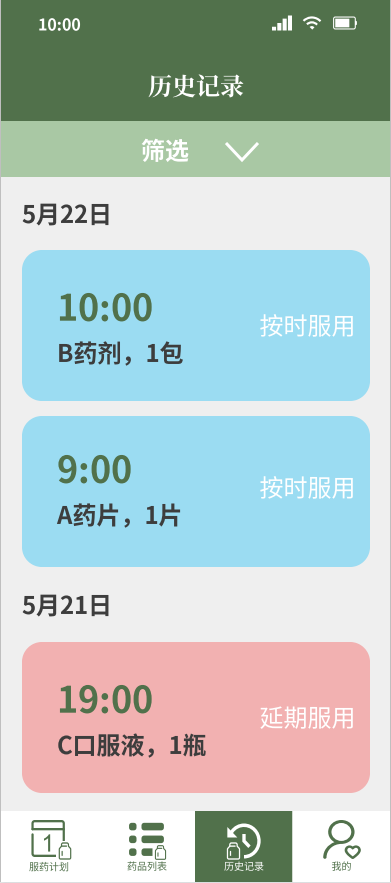 10:00
历史记录
筛选
5月22日
10:00
按时服用
B药剂，1包
9:00
按时服用
A药片，1片
5月21日
19:00
延期服用
C口服液，1瓶
1
服药计划
药品列表
历史记录
我的